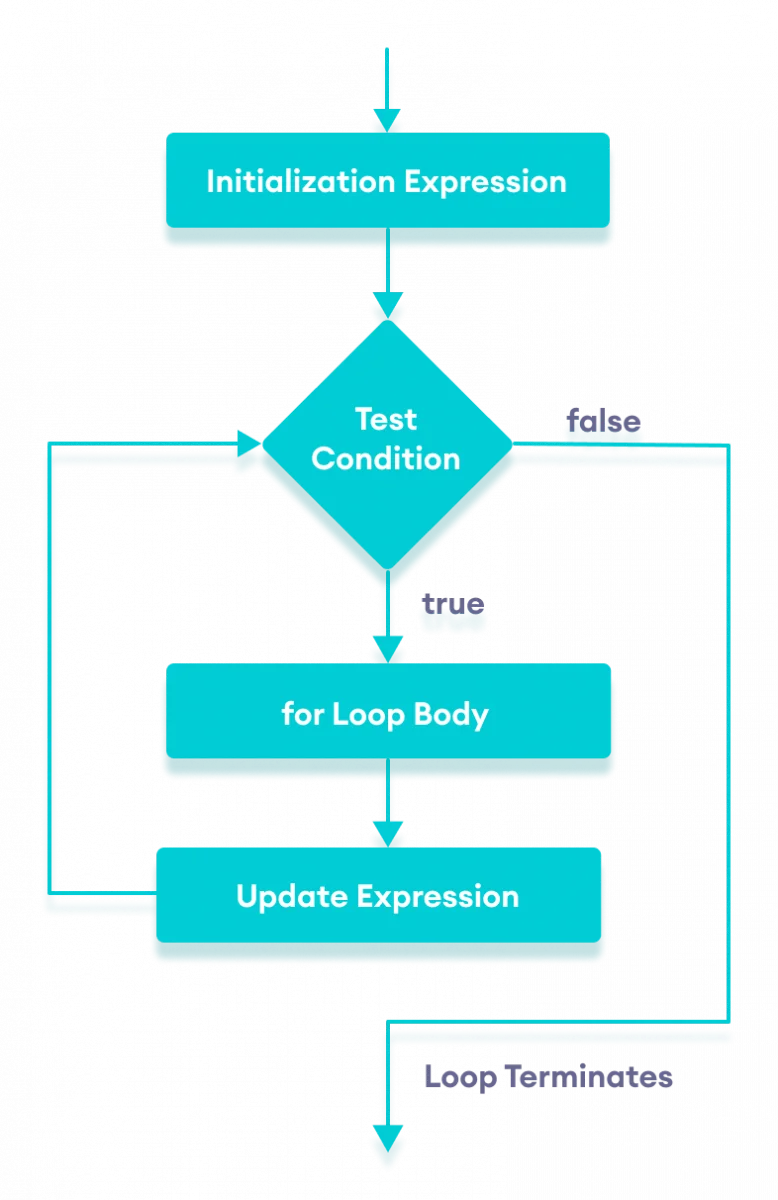 Initialization Expression
Test
Condition
false
true
for Loop Body
Update Expression
Loop Terminates